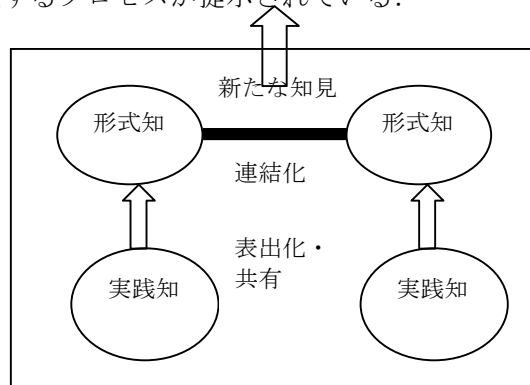 するプロセスが提示されている．
新たな知見
形式知
形式知
連結化
表出化・
共有
実践知
実践知